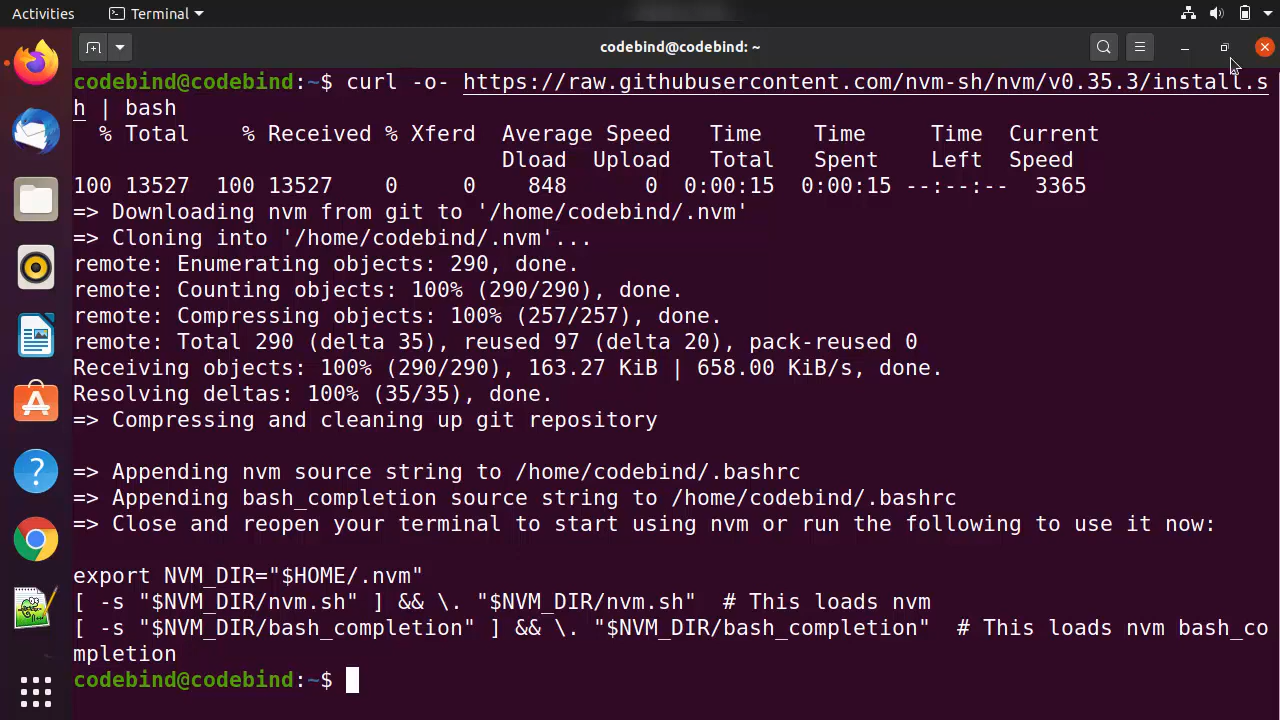 Activities Terminal
codebind@codebind: ~
codebind@codebind:~$ curl -o- https://raw.githubusercontent.com/nvm-sh/nvm/v0.35.3/install.s
h | bash
% Total % Received % Xferd Average Speed Time Time Time Current
Dload Upload Total Spent Left Speed
100 13527 100 13527 0 0 848 0 0:00:15 0:00:15 --:--:-- 3365
=> Downloading nvm from git to '/home/codebind/.nvm'
=> Cloning into '/home/codebind/.nvm'...
remote: Enumerating objects: 290, done.
remote: Counting objects: 100% (290/290), done.
remote: Compressing objects: 100% (257/257), done.
remote: Total 290 (delta 35), reused 97 (delta 20), pack-reused 0
Receiving objects: 100% (290/290), 163.27 KiB | 658.00 KiB/s, done.
Resolving deltas: 100% (35/35), done.
=> Compressing and cleaning up git repository
=> Appending nvm source string to /home/codebind/.bashrc
=> Appending bash_completion source string to /home/codebind/.bashrc
=> Close and reopen your terminal to start using nvm or run the following to use it now:
export NVM_DIR="$HOME/.nvm"
[ -s "$NVM_DIR/nvm.sh" ] && \. "$NVM_DIR/nvm.sh" # This loads nvm
[ -s "$NVM_DIR/bash_completion" ] && \. "$NVM_DIR/bash_completion" # This loads nvm bash_co
mpletion
codebind@codebind:~$